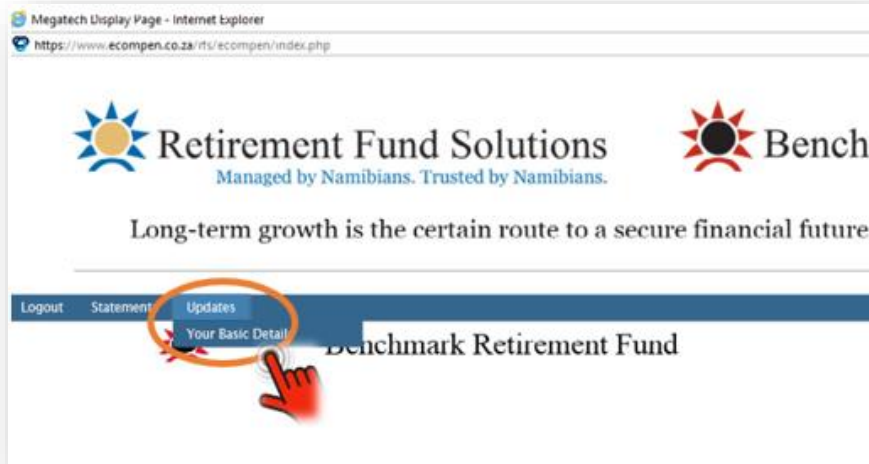 Megatech Display Page - Internet Explorer
https://www.ecompen.co.za/rfs/ecompen/index.php
Retirement Fund Solutions
Managed by Namibians. Trusted by Namibians.
Bench
Long-term growth is the certain route to a secure financial future
Logout Statement Updates
Your Basic Detail
Benchmark Retirement Fund